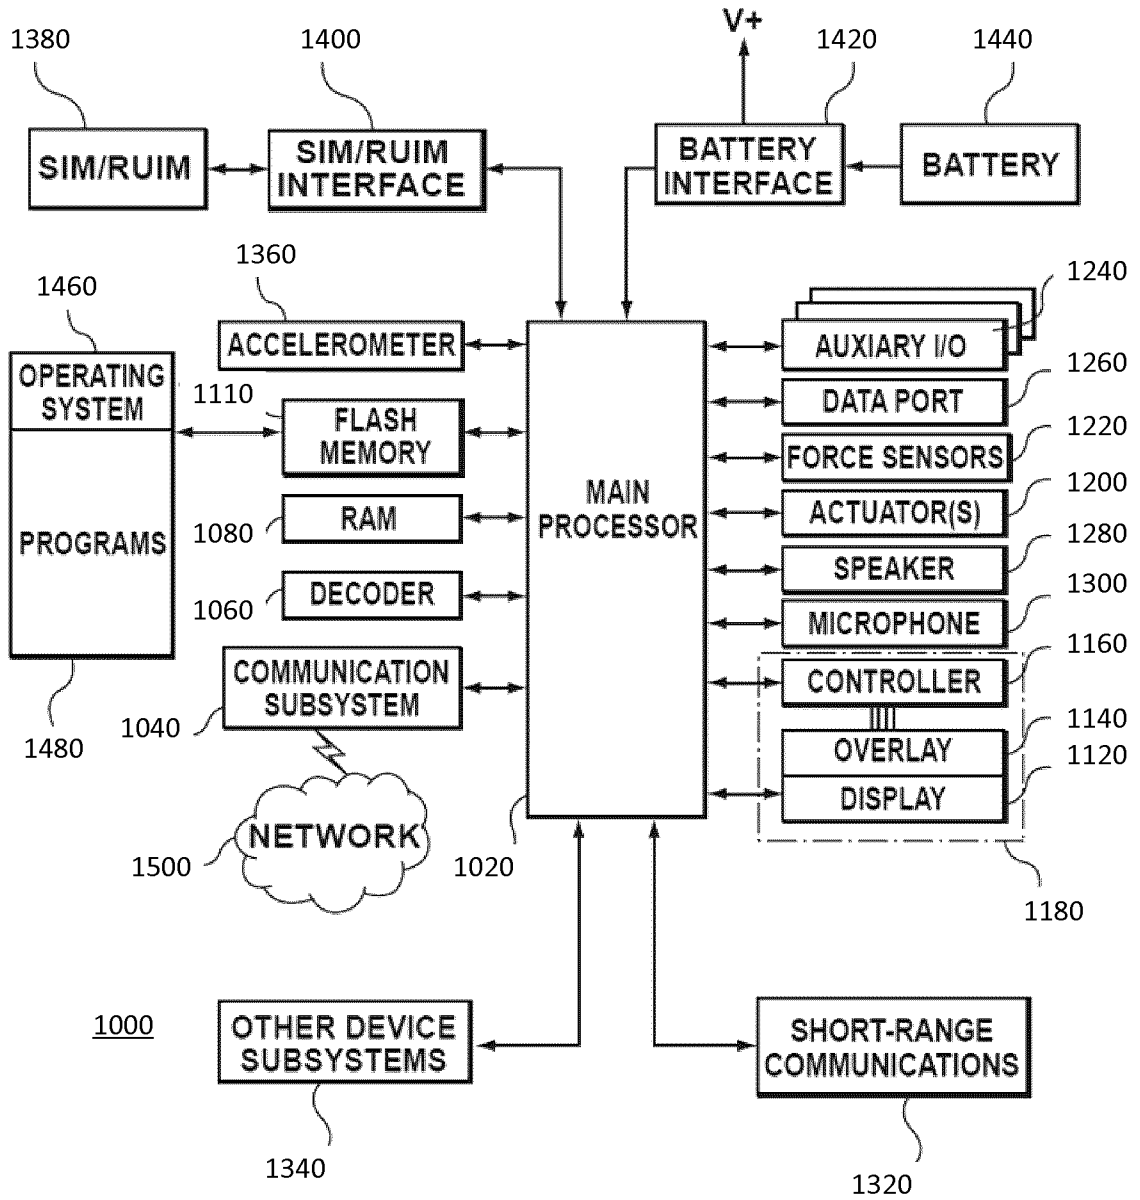 V+
1380
1400
1420
1440
SIM/RUIM
SIM/RUIM
INTERFACE
BATTERY
INTERFACE
BATTERY
1360
1240
1460
ACCELEROMETER
AUXIARY I/O
OPERATING
SYSTEM
1110
FLASH
MEMORY
DATA PORT
1260
FORCE SENSORS
1220
PROGRAMS
RAM
1080
MAIN
PROCESSOR
ACTUATOR(S)
1200
DECODER
1060
SPEAKER
1280
MICROPHONE
1300
COMMUNICATION
SUBSYSTEM
1040
1480
CONTROLLER
1160
OVERLAY
1140
DISPLAY
1120
NETWORK
1500
1020
1180
1000
OTHER DEVICE
SUBSYSTEMS
SHORT-RANGE
COMMUNICATIONS
1340
1320